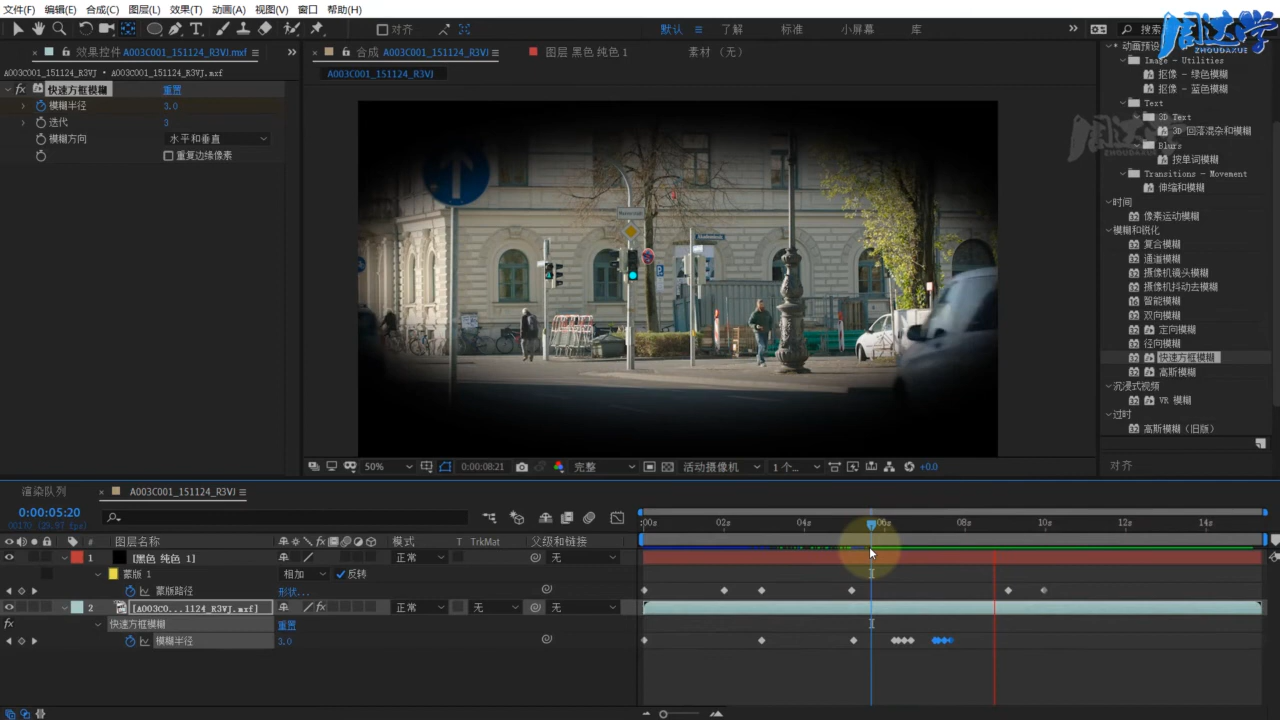 文件(F) 编辑(E) 合成(C) 图层(L) 效果(T) 动画(A) 视图(V) 窗口 帮助(H)
对齐 默认 了解 标准 小屏幕 库 搜索
周达学
ZHOUDAXUE
效果控件 A003C001_151124_R3VJ.mxf
合成 A003C001_151124_R3VJ
图层 黑色 纯色 1
素材 (无)
A003C001_151124_R3VJ • A003C001_151124_R3VJ.mxf
A003C001_151124_R3VJ
fx 快速方框模糊 重置
模糊半径 3.0
迭代 3
模糊方向 水平和垂直
重复边缘像素
动画预设
Image - Utilities
抠像 - 绿色模糊
抠像 - 蓝色模糊
Text
3D Text
3D 回落混杂和模糊
Blurs
按单词模糊
Transitions - Movement
伸缩和模糊
时间
像素运动模糊
模糊和锐化
复合模糊
通道模糊
摄像机镜头模糊
摄像机抖动去模糊
智能模糊
双向模糊
定向模糊
径向模糊
快速方框模糊
高斯模糊
沉浸式视频
VR 模糊
过时
高斯模糊 (旧版)
对齐
50% 0:00:08:21 完整 活动摄像机 1 个... +0.0
渲染队列 A003C001_151124_R3VJ
0:00:05:20
00170 (29.97 fps)
:00s 02s 04s 06s 08s 10s 12s 14s
# 图层名称 模式 T TrkMat 父级和链接
1 [黑色 纯色 1] 正常 无
蒙版 1 相加 反转
蒙版路径 形状...
2 [A003C0...1124_R3VJ.mxf] fx 正常 无 无
fx 快速方框模糊 重置
模糊半径 3.0